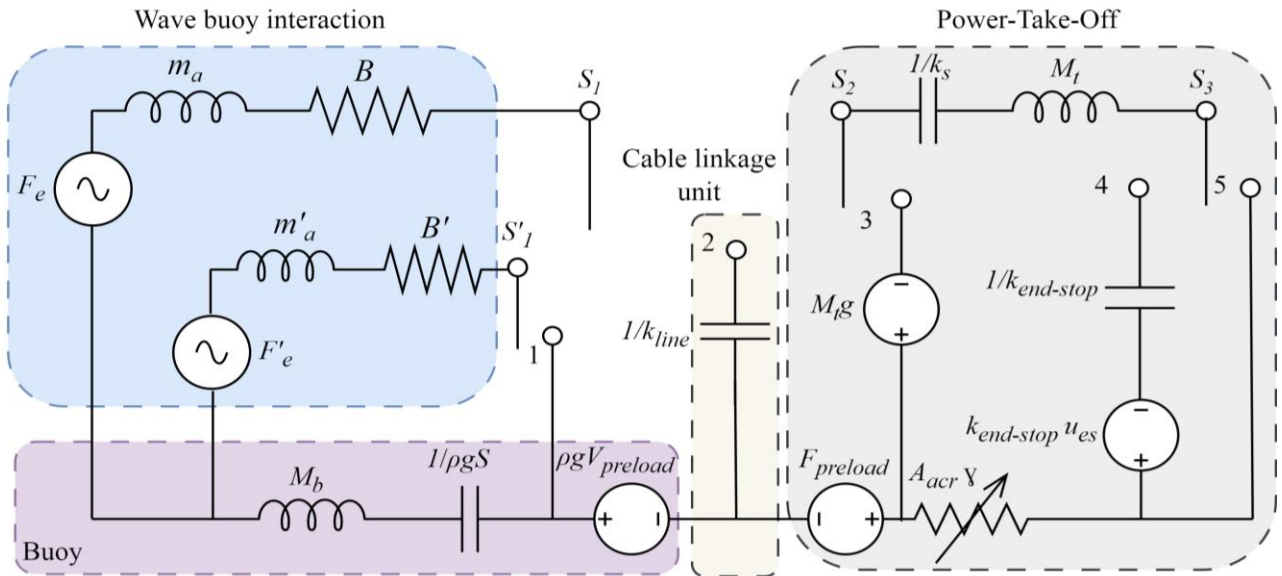 Wave buoy interaction
Power-Take-Off
m_a
B
S_1
S_2
1/k_s
M_t
S_3
F_e
Cable linkage
unit
m'_a
B'
S'_1
2
3
4
5
M_tg
1/k_end-stop
F'_e
1
1/k_line
k_end-stop u_es
1/ρgS
ρgV_preload
F_preload
A_acr ɣ
M_b
Buoy